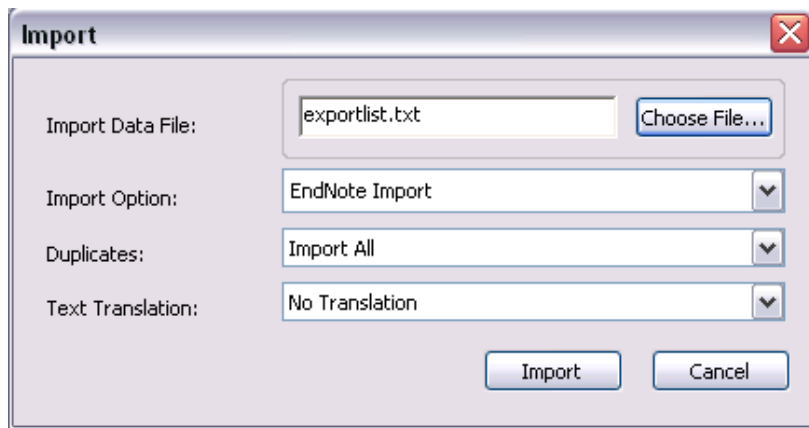 Import
Import Data File:
exportlist.txt
Choose File...
Import Option:
EndNote Import
Duplicates:
Import All
Text Translation:
No Translation
Import
Cancel